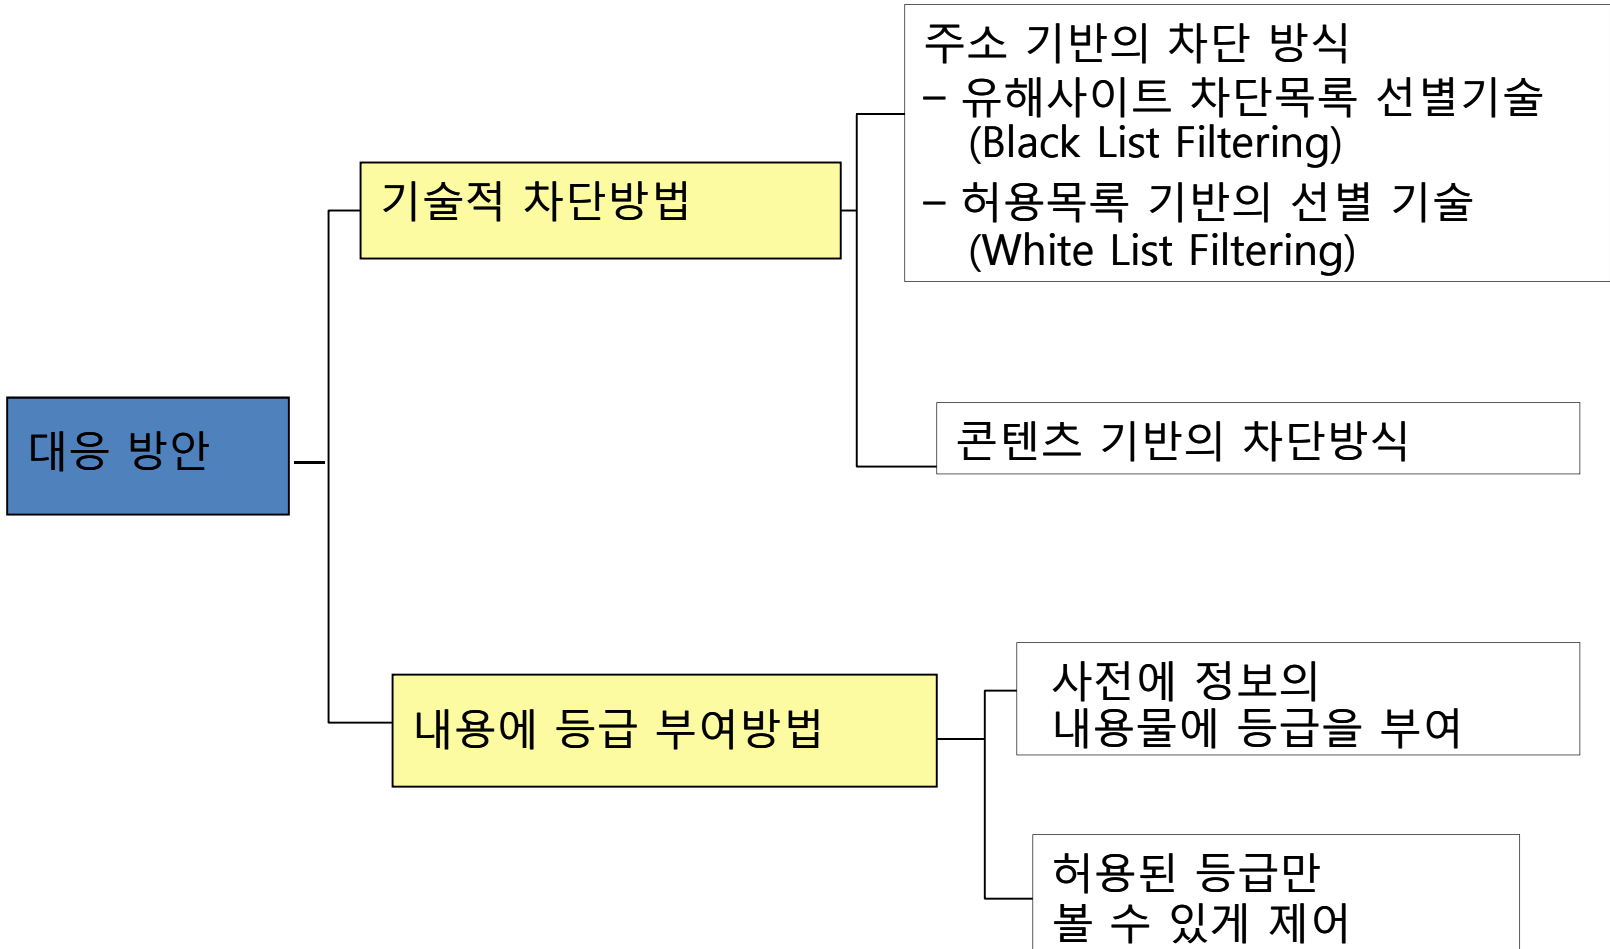 주소 기반의 차단 방식
– 유해사이트 차단목록 선별기술
(Black List Filtering)
– 허용목록 기반의 선별 기술
(White List Filtering)
기술적 차단방법
대응 방안
콘텐츠 기반의 차단방식
내용에 등급 부여방법
사전에 정보의
내용물에 등급을 부여
허용된 등급만
볼 수 있게 제어